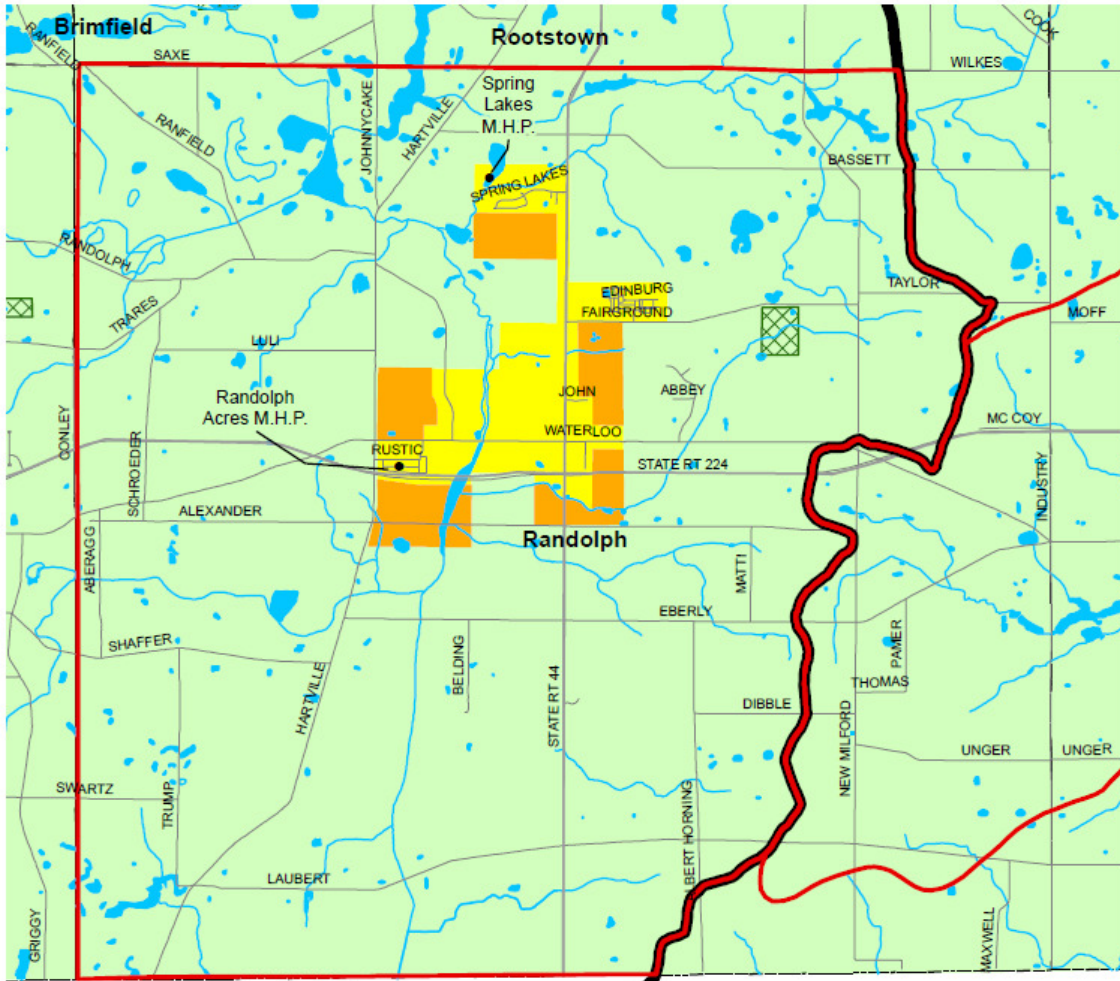 Brimfield
Rootstown
COOK
RANFIELD
SAXE
WILKES
Spring
Lakes
M.H.P.
JOHNNYCAKE
HARTVILLE
RANFIELD
BASSETT
SPRING LAKES
RANDOLPH
TAYLOR
EDINBURG
FAIRGROUND
MOFF
TRARES
LULI
Randolph
Acres M.H.P.
JOHN
ABBEY
CONLEY
SCHROEDER
RUSTIC
WATERLOO
MC COY
STATE RT 224
INDUSTRY
ALEXANDER
Randolph
ABERAGG
MATTI
EBERLY
SHAFFER
PAMER
THOMAS
HARTVILLE
BELDING
STATE RT 44
DIBBLE
NEW MILFORD
UNGER
UNGER
SWARTZ
TRUMP
LBERT HORNING
LAUBERT
GRIGGY
MAXWELL